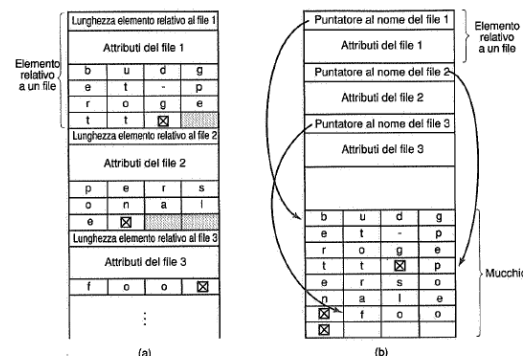 Lunghezza elemento relativo al file 1
Attributi del file 1
Elemento
relativo
a un file
b u d g
e t - p
r o g e
t t ☒
Lunghezza elemento relativo al file 2
Attributi del file 2
p e r s
o n a l
e ☒
Lunghezza elemento relativo al file 3
Attributi del file 3
f o o ☒
⋮
(a)
Puntatore al nome del file 1
Attributi del file 1
Elemento
relativo
a un file
Puntatore al nome del file 2
Attributi del file 2
Puntatore al nome del file 3
Attributi del file 3
b u d g
e t - p
r o g e
t t ☒ p
e r s o
n a l e
☒ f o o
☒
Mucchio
(b)